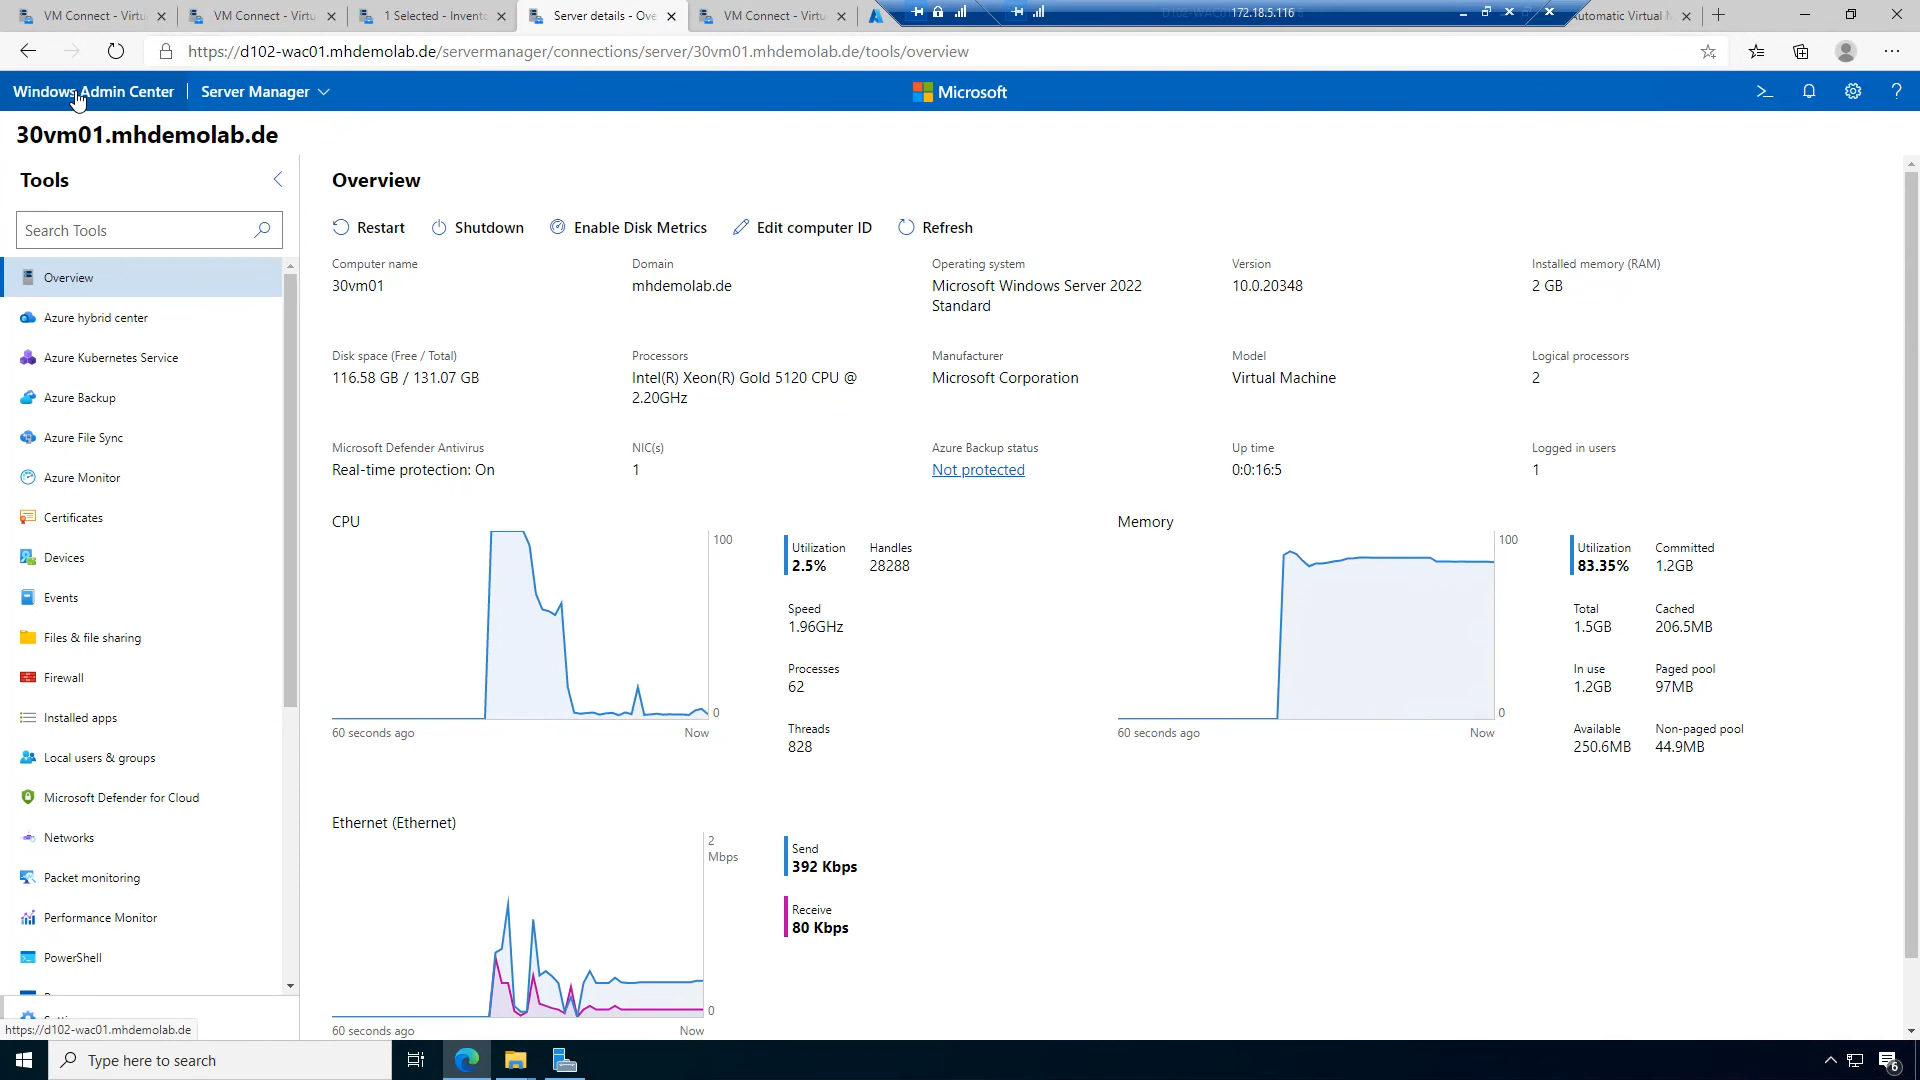 VM Connect - Virtu
VM Connect - Virtu
1 Selected - Invento
Server details - Ove
VM Connect - Virtu
172.18.5.116
Automatic Virtual
https://d102-wac01.mhdemolab.de/servermanager/connections/server/30vm01.mhdemolab.de/tools/overview
Windows Admin Center
Server Manager
Microsoft
30vm01.mhdemolab.de
Tools
Search Tools
Overview
Azure hybrid center
Azure Kubernetes Service
Azure Backup
Azure File Sync
Azure Monitor
Certificates
Devices
Events
Files & file sharing
Firewall
Installed apps
Local users & groups
Microsoft Defender for Cloud
Networks
Packet monitoring
Performance Monitor
PowerShell
https://d102-wac01.mhdemolab.de
Overview
Restart
Shutdown
Enable Disk Metrics
Edit computer ID
Refresh
Computer name
30vm01
Domain
mhdemolab.de
Operating system
Microsoft Windows Server 2022
Standard
Version
10.0.20348
Installed memory (RAM)
2 GB
Disk space (Free / Total)
116.58 GB / 131.07 GB
Processors
Intel(R) Xeon(R) Gold 5120 CPU @
2.20GHz
Manufacturer
Microsoft Corporation
Model
Virtual Machine
Logical processors
2
Microsoft Defender Antivirus
Real-time protection: On
NIC(s)
1
Azure Backup status
Not protected
Up time
0:0:16:5
Logged in users
1
CPU
100
0
60 seconds ago
Now
Utilization
2.5%
Handles
28288
Speed
1.96GHz
Processes
62
Threads
828
Memory
100
0
60 seconds ago
Now
Utilization
83.35%
Committed
1.2GB
Total
1.5GB
Cached
206.5MB
In use
1.2GB
Paged pool
97MB
Available
250.6MB
Non-paged pool
44.9MB
Ethernet (Ethernet)
2
Mbps
0
60 seconds ago
Now
Send
392 Kbps
Receive
80 Kbps
Type here to search
6